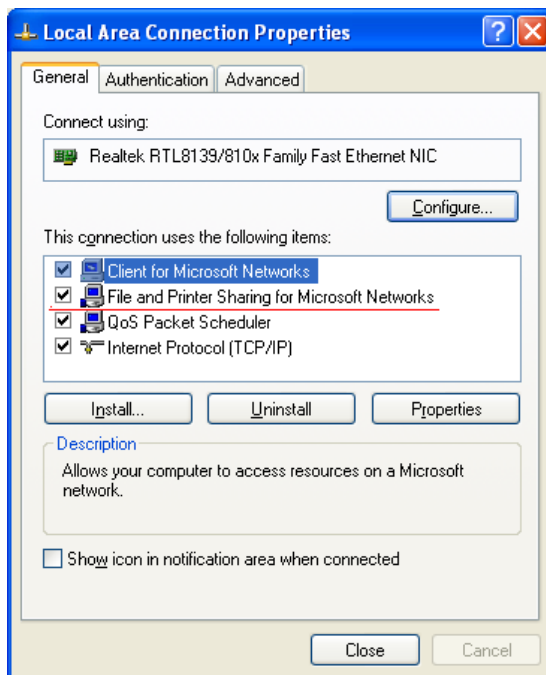 Local Area Connection Properties
General Authentication Advanced
Connect using:
Realtek RTL8139/810x Family Fast Ethernet NIC
Configure...
This connection uses the following items:
Client for Microsoft Networks
File and Printer Sharing for Microsoft Networks
QoS Packet Scheduler
Internet Protocol (TCP/IP)
Install... Uninstall Properties
Description
Allows your computer to access resources on a Microsoft
network.
Show icon in notification area when connected
Close Cancel